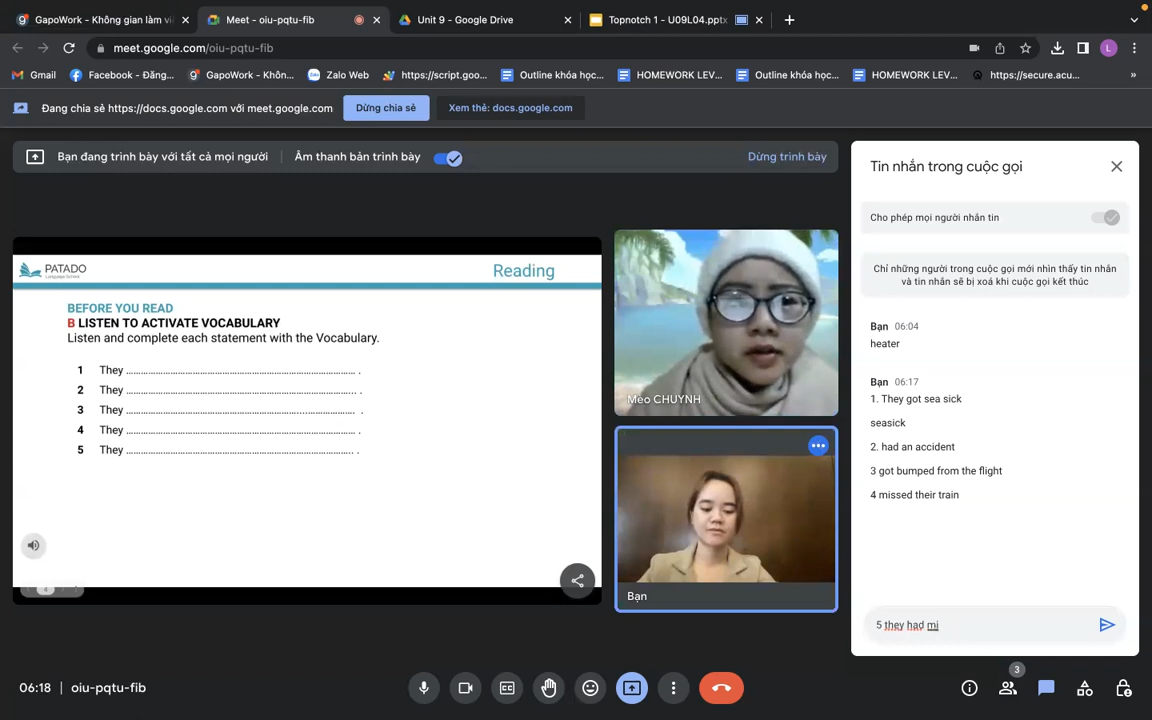 GapoWork - Không gian làm vi
Meet - oiu-pqtu-fib
Unit 9 - Google Drive
Topnotch 1 - U09L04.pptx
meet.google.com/oiu-pqtu-fib
L
Gmail
Facebook - Đăng...
GapoWork - Khôn...
Zalo Web
https://script.goo...
Outline khóa học...
HOMEWORK LEV...
Outline khóa học...
HOMEWORK LEV...
https://secure.acu...
»
Đang chia sẻ https://docs.google.com với meet.google.com
Dừng chia sẻ
Xem thẻ: docs.google.com
Bạn đang trình bày với tất cả mọi người
Âm thanh bản trình bày
Dừng trình bày
PATADO
Language School
Reading
BEFORE YOU READ
B LISTEN TO ACTIVATE VOCABULARY
Listen and complete each statement with the Vocabulary.
1 They ................................................................................ .
2 They ................................................................................ .
3 They ................................................................................ .
4 They ................................................................................ .
5 They ................................................................................ .
4
Mèo CHUYNH
Bạn
Tin nhắn trong cuộc gọi
Cho phép mọi người nhắn tin
Chỉ những người trong cuộc gọi mới nhìn thấy tin nhắn
và tin nhắn sẽ bị xoá khi cuộc gọi kết thúc
Bạn 06:04
heater
Bạn 06:17
1. They got sea sick
seasick
2. had an accident
3 got bumped from the flight
4 missed their train
5 they had mi
06:18 | oiu-pqtu-fib
3